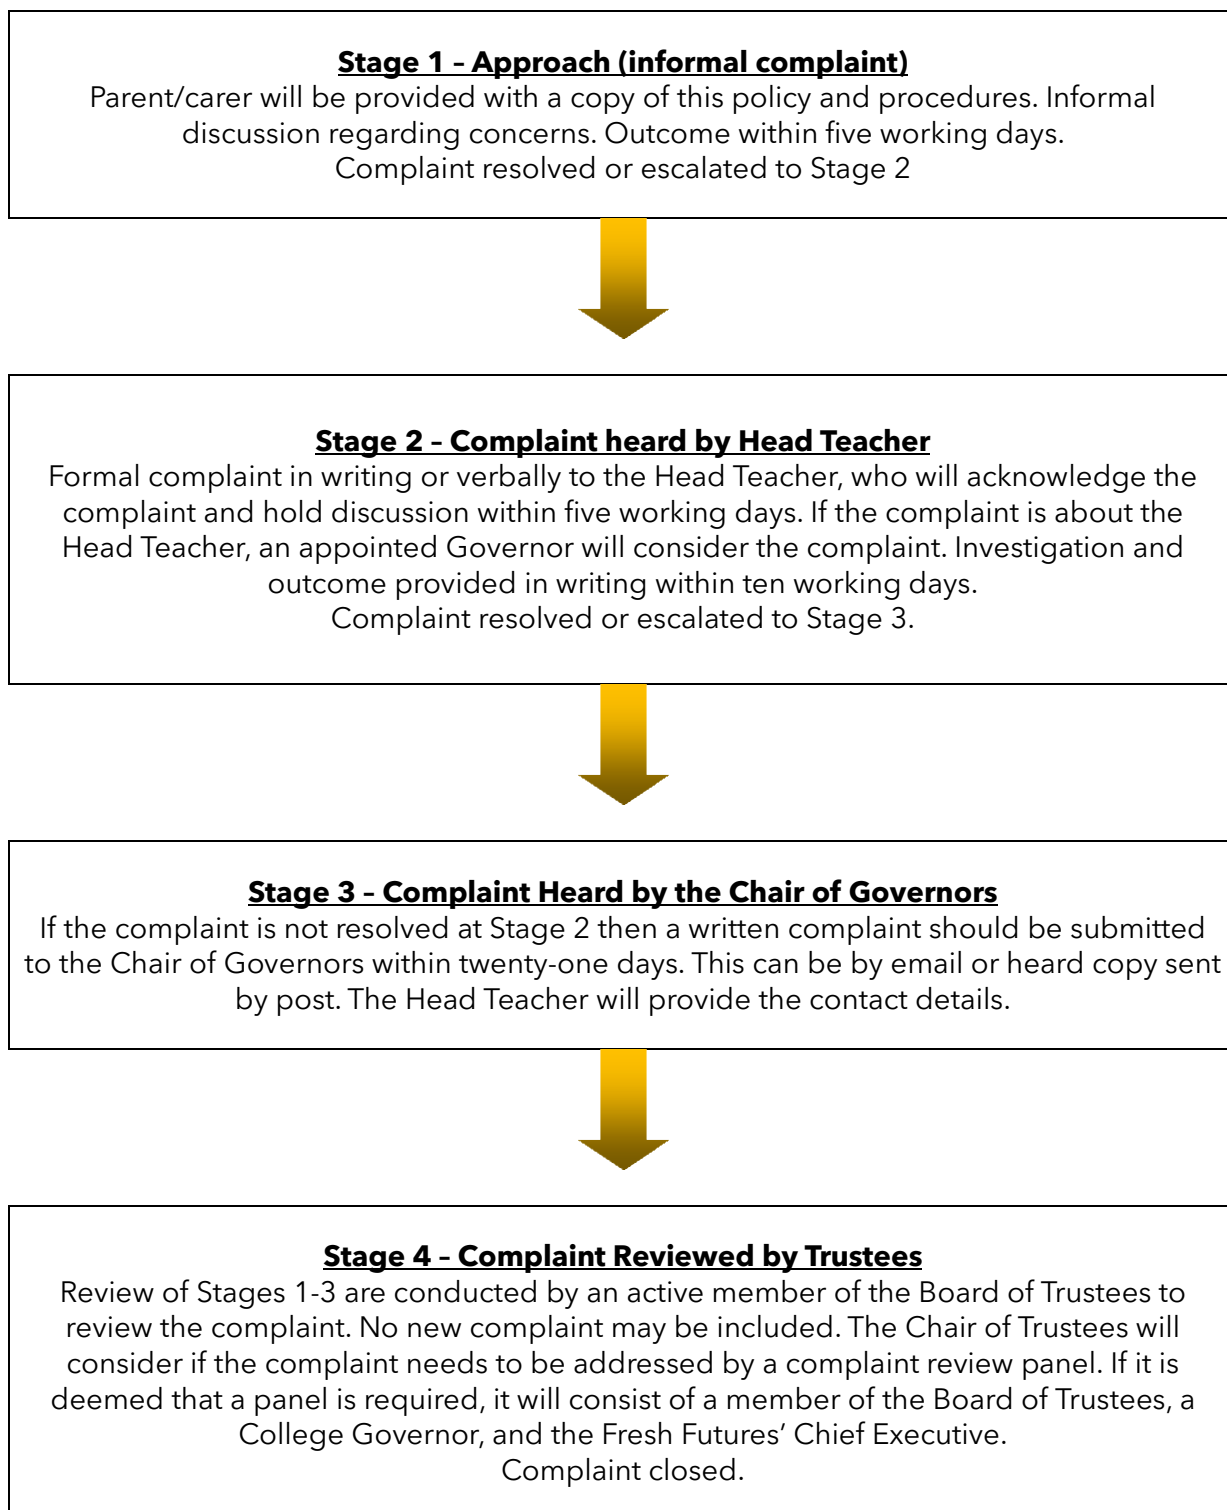 Stage 1 – Approach (informal complaint)
Parent/carer will be provided with a copy of this policy and procedures. Informal
discussion regarding concerns. Outcome within five working days.
Complaint resolved or escalated to Stage 2
Stage 2 – Complaint heard by Head Teacher
Formal complaint in writing or verbally to the Head Teacher, who will acknowledge the
complaint and hold discussion within five working days. If the complaint is about the
Head Teacher, an appointed Governor will consider the complaint. Investigation and
outcome provided in writing within ten working days.
Complaint resolved or escalated to Stage 3.
Stage 3 – Complaint Heard by the Chair of Governors
If the complaint is not resolved at Stage 2 then a written complaint should be submitted
to the Chair of Governors within twenty-one days. This can be by email or heard copy sent
by post. The Head Teacher will provide the contact details.
Stage 4 – Complaint Reviewed by Trustees
Review of Stages 1-3 are conducted by an active member of the Board of Trustees to
review the complaint. No new complaint may be included. The Chair of Trustees will
consider if the complaint needs to be addressed by a complaint review panel. If it is
deemed that a panel is required, it will consist of a member of the Board of Trustees, a
College Governor, and the Fresh Futures’ Chief Executive.
Complaint closed.